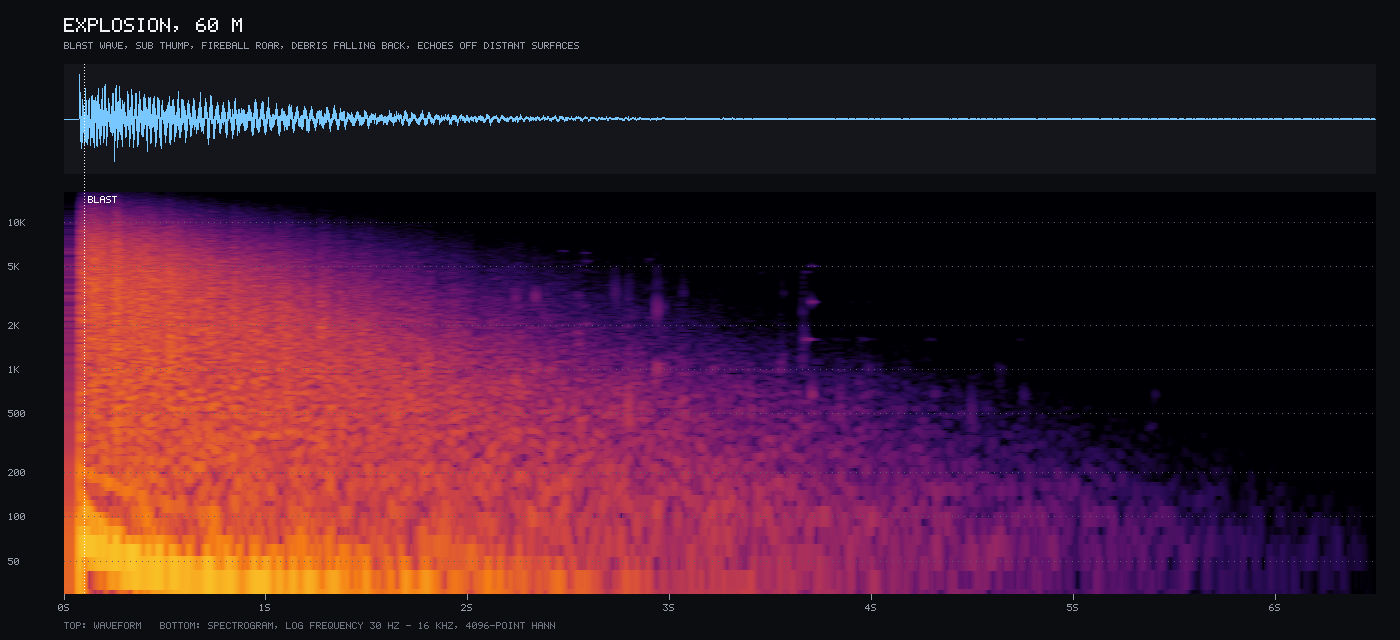 EXPLOSION, 60 M
BLAST WAVE, SUB THUMP, FIREBALL ROAR, DEBRIS FALLING BACK, ECHOES OFF DISTANT SURFACES
BLAST
10K
5K
2K
1K
500
200
100
50
0S 1S 2S 3S 4S 5S 6S
TOP: WAVEFORM BOTTOM: SPECTROGRAM, LOG FREQUENCY 30 HZ - 16 KHZ, 4096-POINT HANN